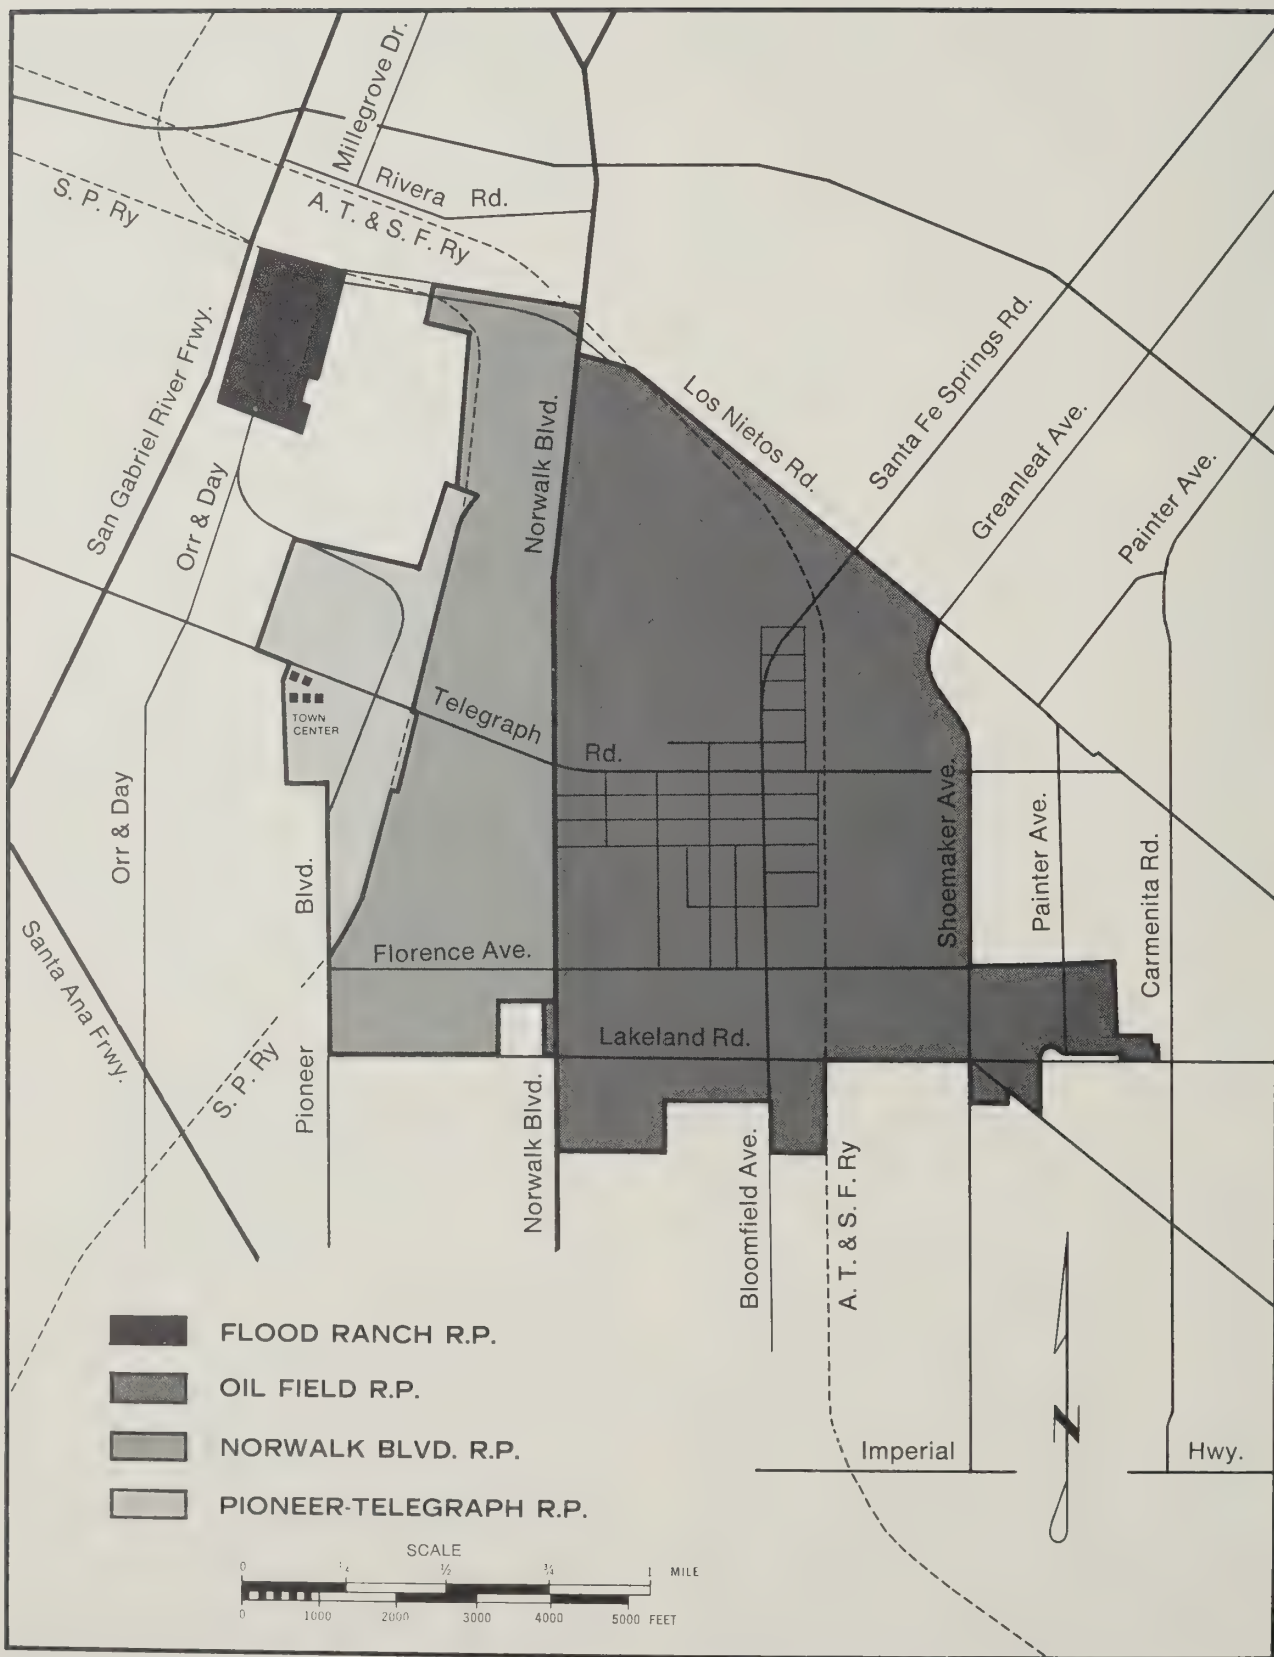 Millegrove Dr.
Rivera Rd.
S. P. Ry
A. T. & S. F. Ry
San Gabriel River Frwy.
Orr & Day
Norwalk Blvd.
Los Nietos Rd.
Santa Fe Springs Rd.
Greanleaf Ave.
Painter Ave.
TOWN
CENTER
Telegraph
Rd.
Orr & Day
Blvd.
Shoemaker Ave.
Painter Ave.
Carmenita Rd.
Florence Ave.
Santa Ana Frwy.
S. P. Ry
Pioneer
Lakeland Rd.
Norwalk Blvd.
Bloomfield Ave.
A. T. & S. F. Ry
N
Imperial
Hwy.
FLOOD RANCH R.P.
OIL FIELD R.P.
NORWALK BLVD. R.P.
PIONEER-TELEGRAPH R.P.
SCALE
0 1/2 3/4 1 MILE
0 1000 2000 3000 4000 5000 FEET